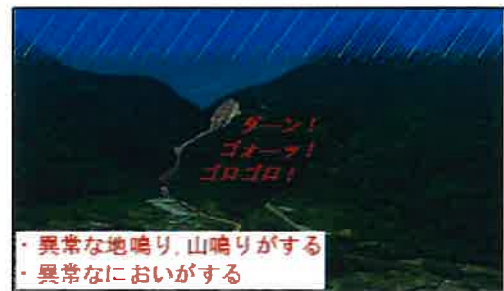 ダーン!
ゴォーッ!
ゴロゴロ!
・異常な地鳴り,山鳴りがする
・異常なにおいがする